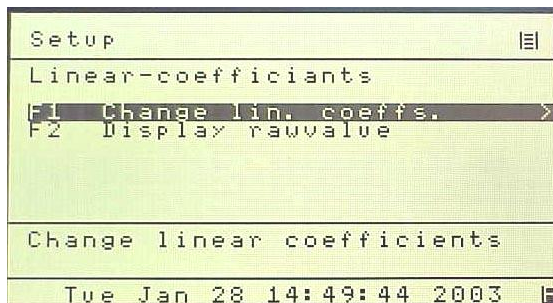 Setup
Linear-coefficiants
F1 Change lin. coeffs. >
F2 Display rawvalue
Change linear coefficients
Tue Jan 28 14:49:44 2003